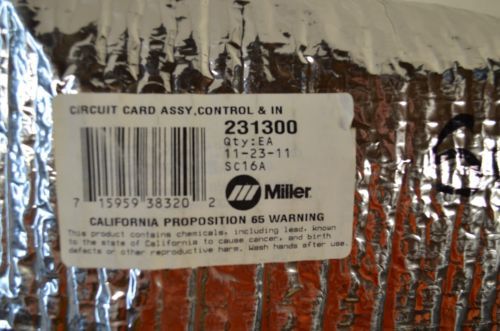 CIRCUIT CARD ASSY,CONTROL & IN
231300
Qty:EA
11-23-11
SC16A
7 15959 38320 2
Miller
CALIFORNIA PROPOSITION 65 WARNING
This product contains chemicals, including lead, known
to the state of California to cause cancer, and birth
defects or other reproductive harm. Wash hands after use.